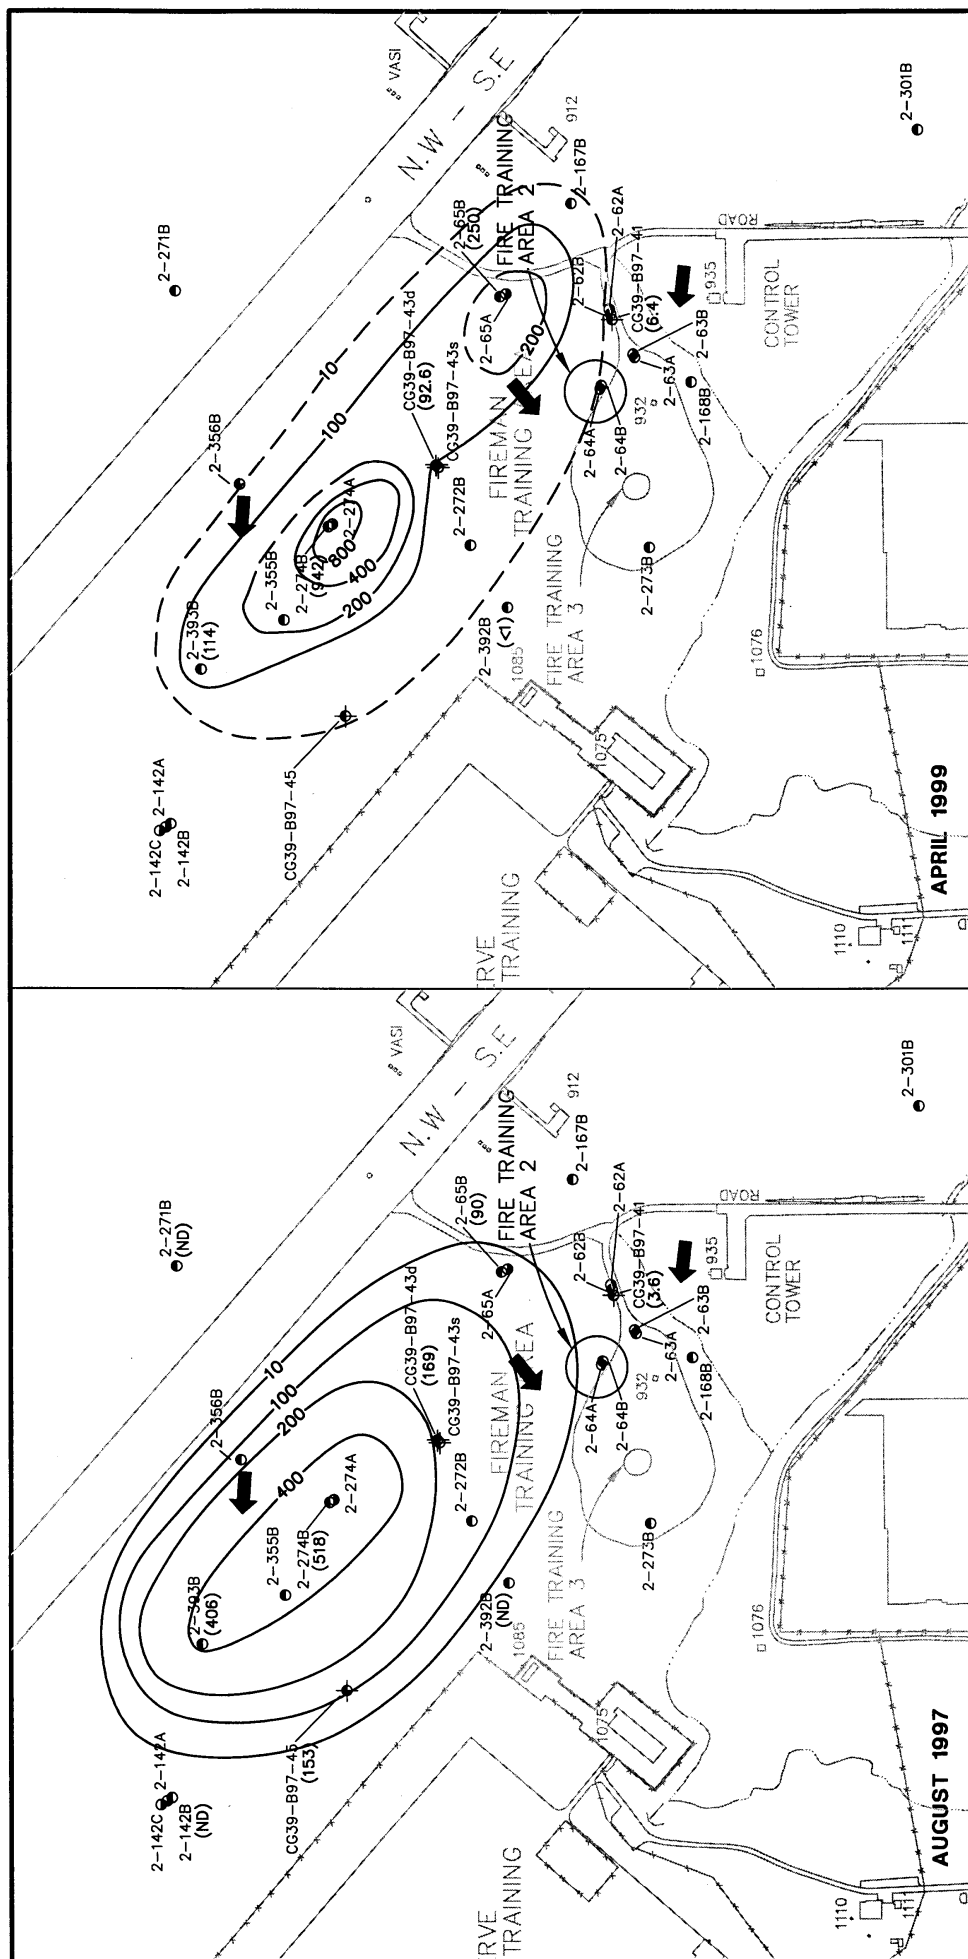 2-142C
2-142A
2-142B
(ND)
CG39-B97-45
(153)
2-393B
(406)
2-355B
2-274B
(518)
2-274A
400
200
100
10
2-356B
2-271B
(ND)
CG39-B97-43d
(169)
CG39-B97-43s
2-272B
2-392B
(ND)
2-65B
(90)
2-65A
N.W - S.E
VASI
FIRE TRAINING
AREA 2
912
2-167B
FIREMAN
TRAINING AREA
2-62B
2-62A
CG39-B97-41
(3.6)
2-64A
2-64B
2-63A
2-63B
932
2-168B
935
ROAD
CONTROL
TOWER
2-301B
FIRE TRAINING
AREA 3
2-273B
1085
1075
1076
RVE
TRAINING
1110
1111
AUGUST 1997
2-142C
2-142A
2-142B
CG39-B97-45
2-393B
(114)
2-355B
2-274B
(942)
2-274A
800
400
200
100
10
2-356B
2-271B
CG39-B97-43d
(92.6)
CG39-B97-43s
2-272B
2-392B
(<1)
2-65B
(250)
2-65A
200
N.W - S.E
VASI
FIRE TRAINING
AREA 2
912
2-167B
FIREMAN
TRAINING AREA
2-62B
2-62A
CG39-B97-41
(6.4)
2-64A
2-64B
2-63A
2-63B
932
2-168B
935
ROAD
CONTROL
TOWER
2-301B
FIRE TRAINING
AREA 3
2-273B
1085
1075
1076
RVE
TRAINING
1110
1111
APRIL 1999